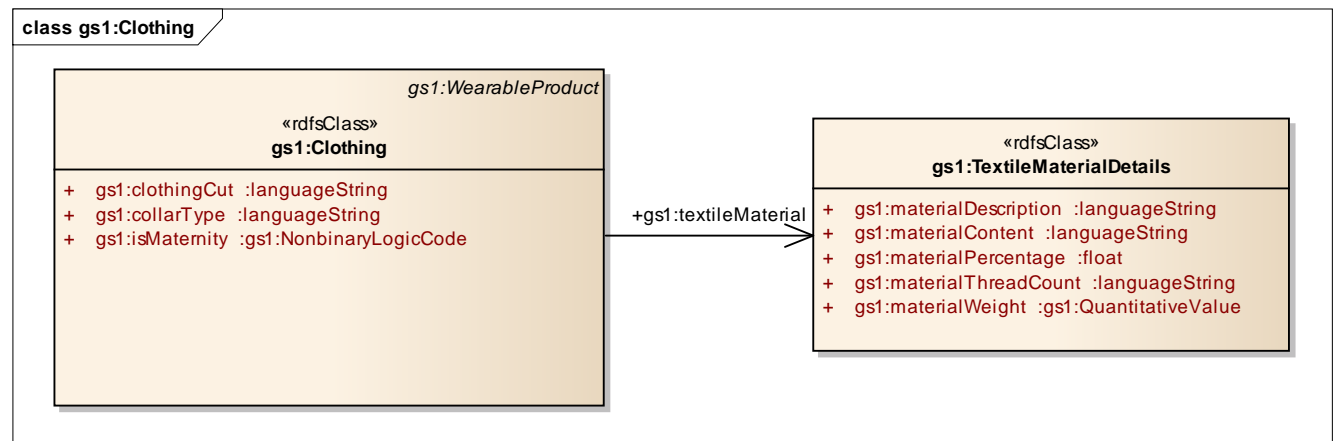 class gs1:Clothing
gs1:WearableProduct
«rdfsClass»
gs1:Clothing
+ gs1:clothingCut :languageString
+ gs1:collarType :languageString
+ gs1:isMaternity :gs1:NonbinaryLogicCode
+gs1:textileMaterial
«rdfsClass»
gs1:TextileMaterialDetails
+ gs1:materialDescription :languageString
+ gs1:materialContent :languageString
+ gs1:materialPercentage :float
+ gs1:materialThreadCount :languageString
+ gs1:materialWeight :gs1:QuantitativeValue